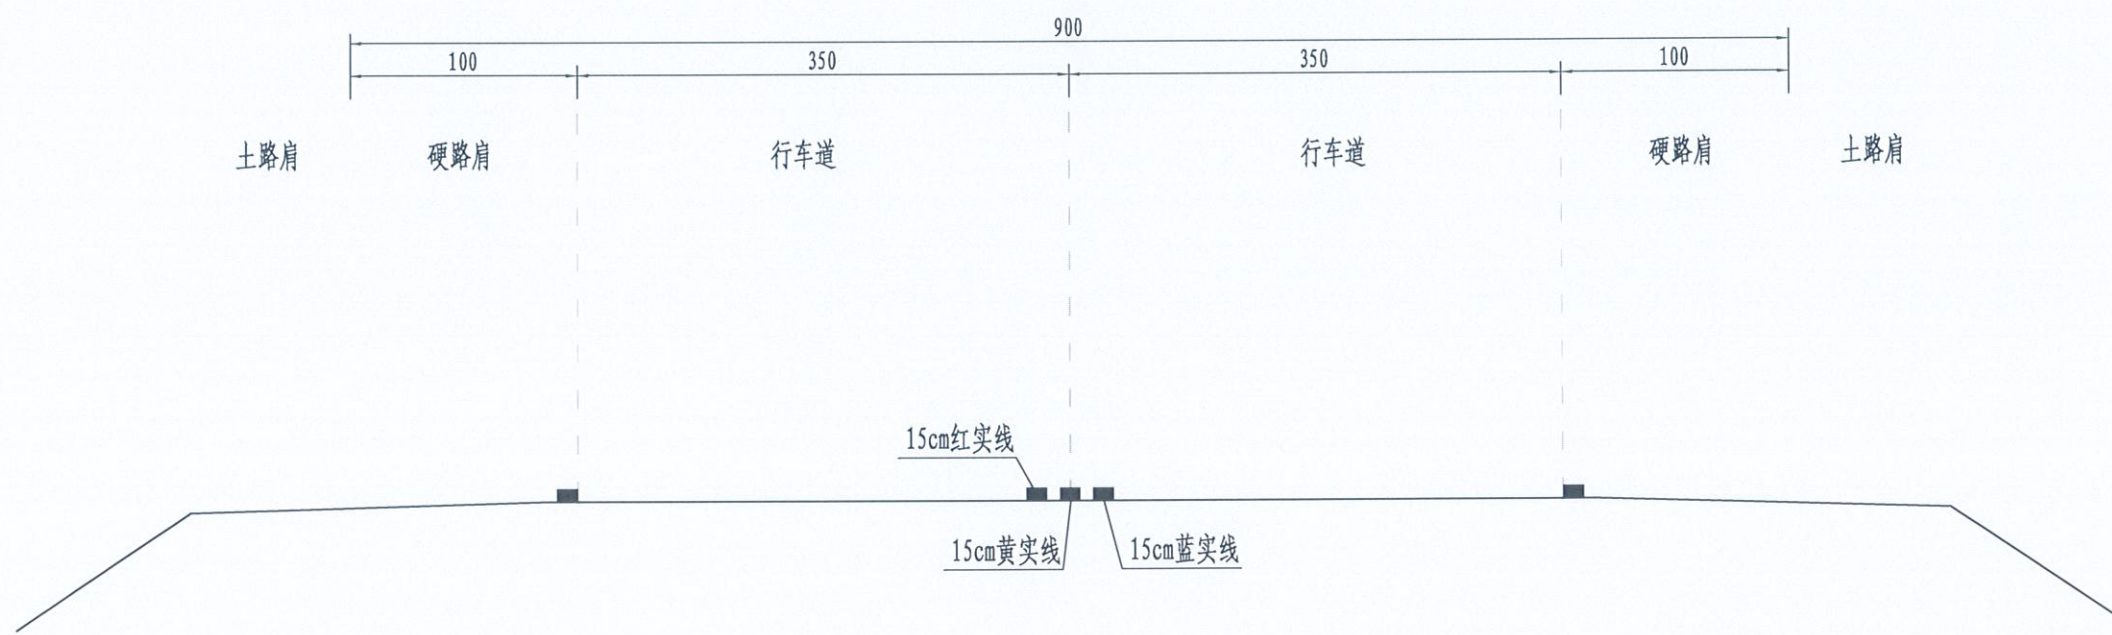 900
100 350 350 100
土路肩 硬路肩 行车道 行车道 硬路肩 土路肩
15cm红实线
15cm黄实线 15cm蓝实线